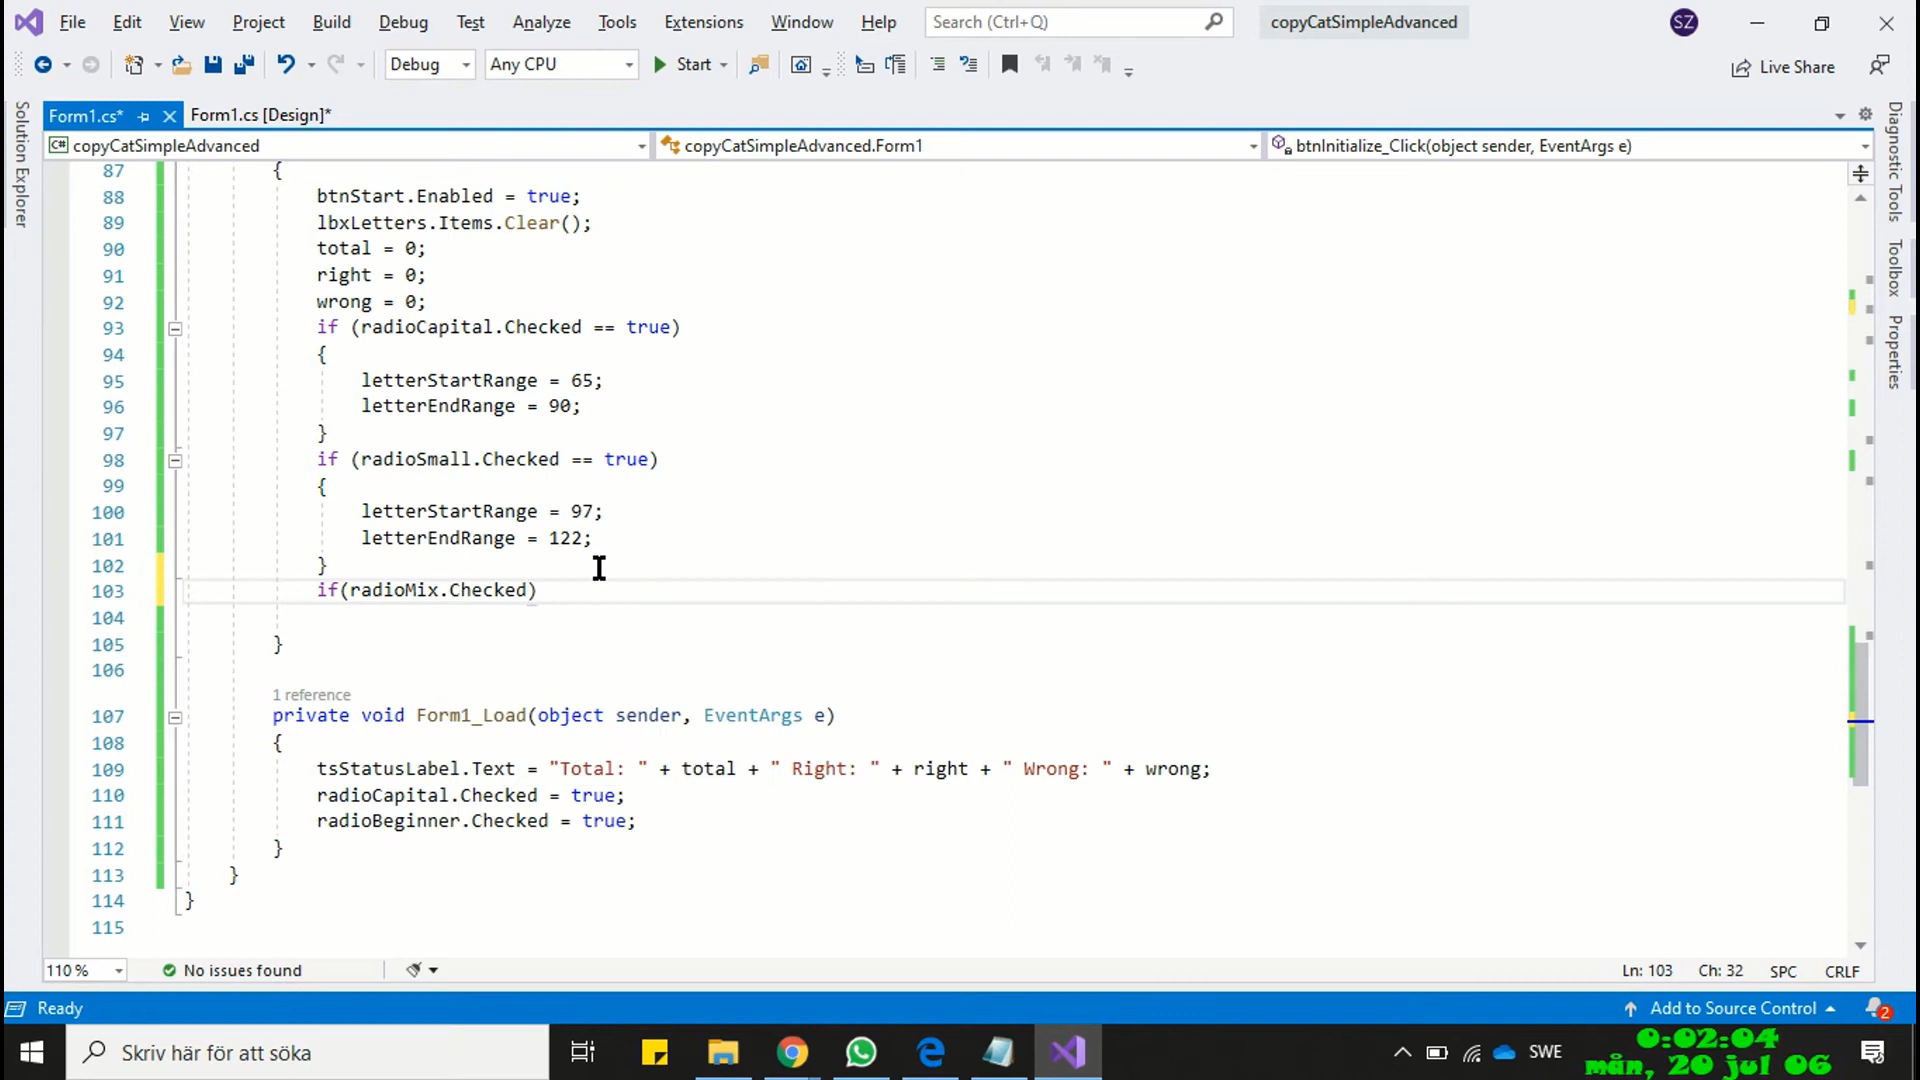 File Edit View Project Build Debug Test Analyze Tools Extensions Window Help Search (Ctrl+Q) copyCatSimpleAdvanced SZ
Debug Any CPU Start Live Share
Form1.cs* Form1.cs [Design]*
C# copyCatSimpleAdvanced copyCatSimpleAdvanced.Form1 btnInitialize_Click(object sender, EventArgs e)
Solution Explorer
Diagnostic Tools
Toolbox
Properties
87 {
88 btnStart.Enabled = true;
89 lbxLetters.Items.Clear();
90 total = 0;
91 right = 0;
92 wrong = 0;
93 if (radioCapital.Checked == true)
94 {
95 letterStartRange = 65;
96 letterEndRange = 90;
97 }
98 if (radioSmall.Checked == true)
99 {
100 letterStartRange = 97;
101 letterEndRange = 122;
102 }
103 if(radioMix.Checked)
104
105 }
106
1 reference
107 private void Form1_Load(object sender, EventArgs e)
108 {
109 tsStatusLabel.Text = "Total: " + total + " Right: " + right + " Wrong: " + wrong;
110 radioCapital.Checked = true;
111 radioBeginner.Checked = true;
112 }
113 }
114 }
115
110 % No issues found Ln: 103 Ch: 32 SPC CRLF
Ready Add to Source Control 2
Skriv här för att söka SWE
0:02:04
mån, 20 jul 06